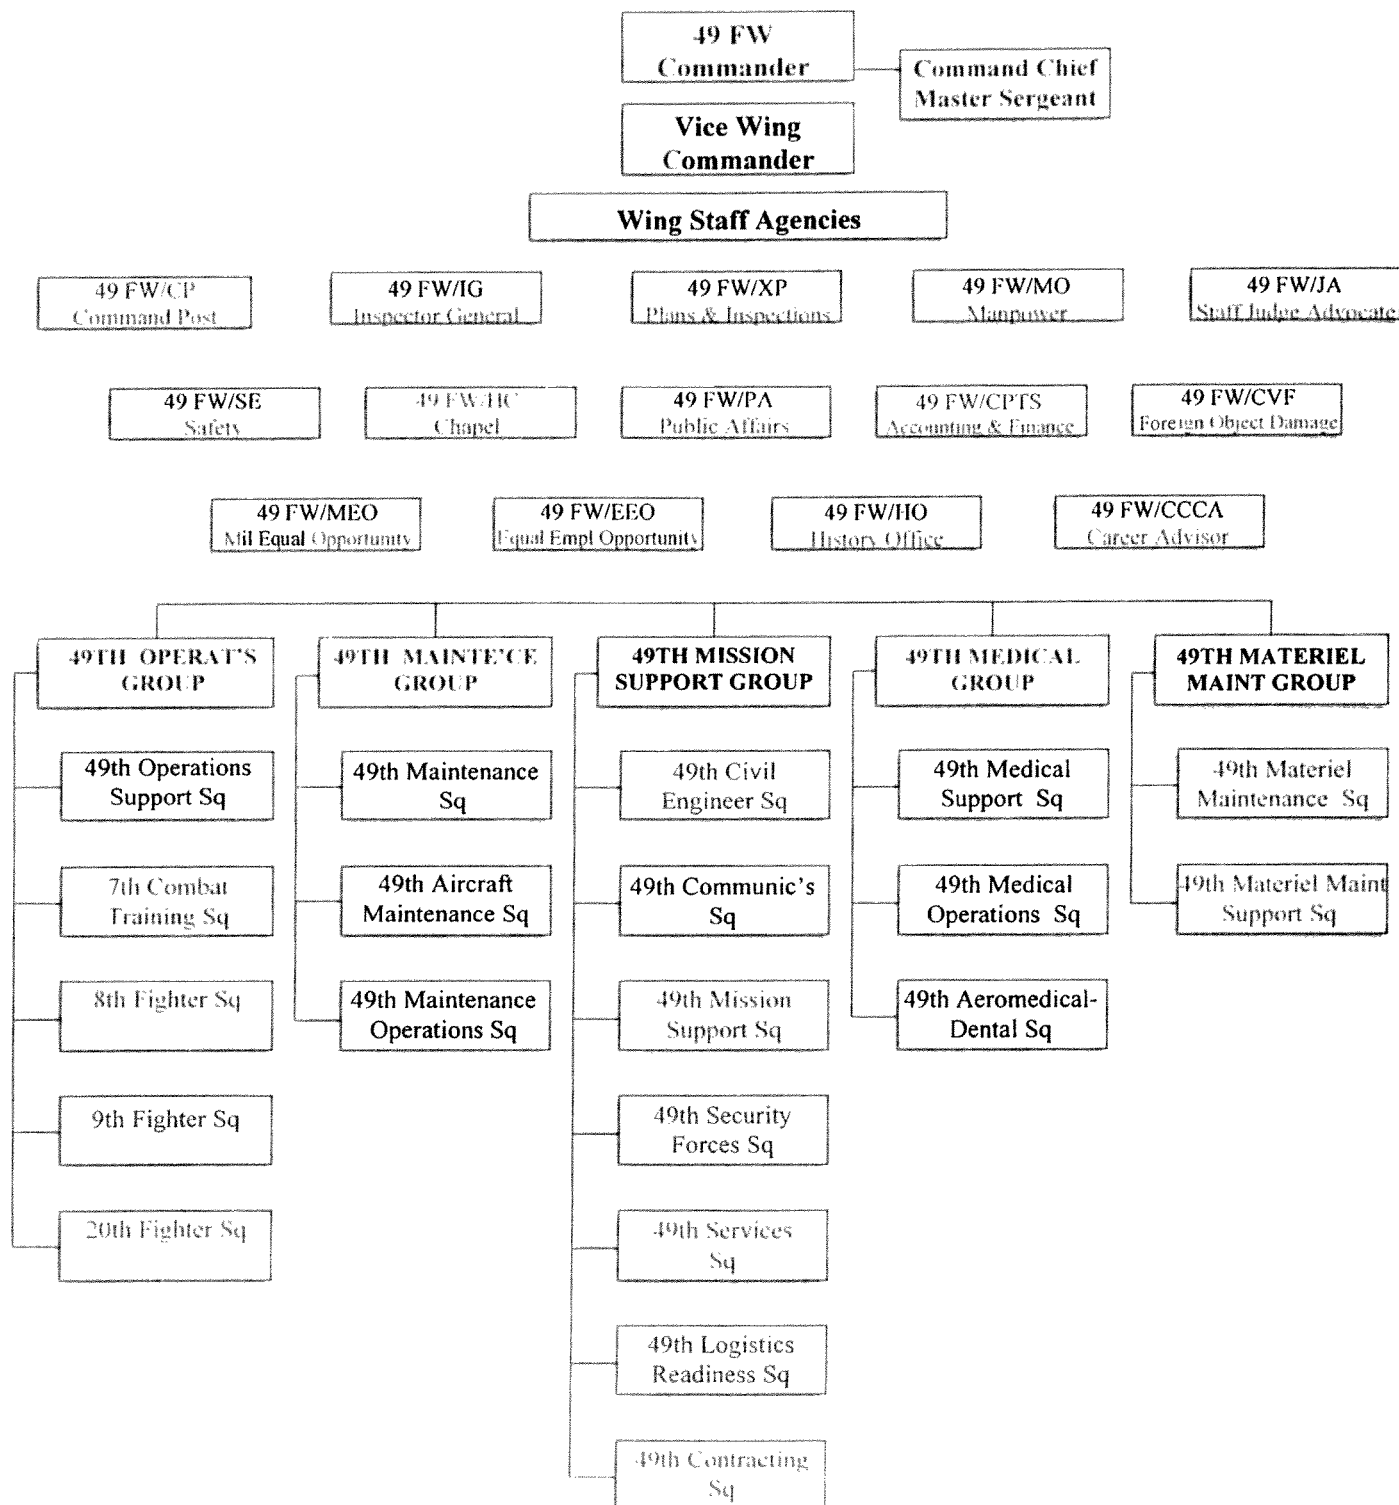 49 FW
Commander
Command Chief
Master Sergeant
Vice Wing
Commander
Wing Staff Agencies
49 FW/CP
Command Post
49 FW/IG
Inspector General
49 FW/XP
Plans & Inspections
49 FW/MO
Manpower
49 FW/JA
Staff Judge Advocate
49 FW/SE
Safety
49 FW/HC
Chapel
49 FW/PA
Public Affairs
49 FW/CPTS
Accounting & Finance
49 FW/CVF
Foreign Object Damage
49 FW/MEO
Mil Equal Opportunity
49 FW/EEO
Equal Empl Opportunity
49 FW/HO
History Office
49 FW/CCCA
Career Advisor
49TH OPERAT'S
GROUP
49TH MAINTE'CE
GROUP
49TH MISSION
SUPPORT GROUP
49TH MEDICAL
GROUP
49TH MATERIEL
MAINT GROUP
49th Operations
Support Sq
49th Maintenance
Sq
49th Civil
Engineer Sq
49th Medical
Support Sq
49th Materiel
Maintenance Sq
7th Combat
Training Sq
49th Aircraft
Maintenance Sq
49th Communic's
Sq
49th Medical
Operations Sq
49th Materiel Maint
Support Sq
8th Fighter Sq
49th Maintenance
Operations Sq
49th Mission
Support Sq
49th Aeromedical-
Dental Sq
9th Fighter Sq
49th Security
Forces Sq
20th Fighter Sq
49th Services
Sq
49th Logistics
Readiness Sq
49th Contracting
Sq